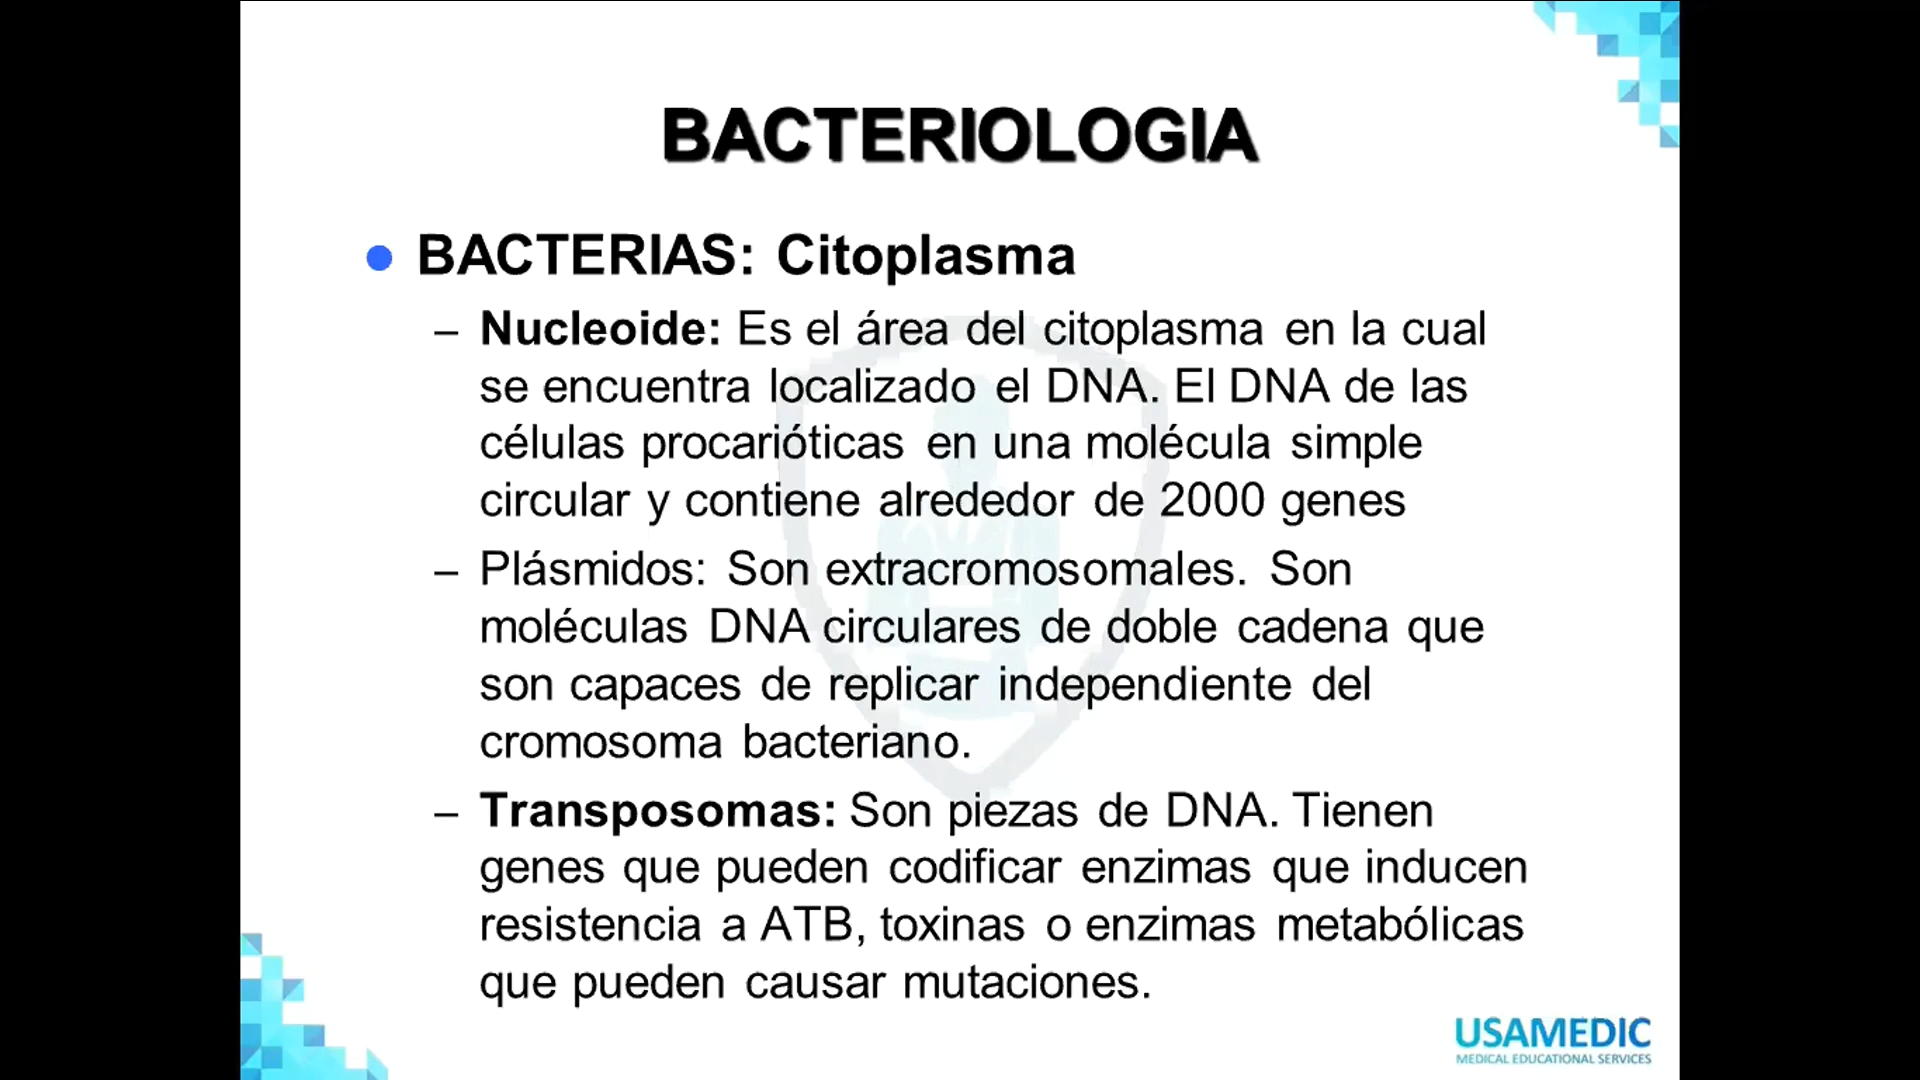 BACTERIOLOGIA
BACTERIAS: Citoplasma
– Nucleoide: Es el área del citoplasma en la cual
se encuentra localizado el DNA. El DNA de las
células procarióticas en una molécula simple
circular y contiene alrededor de 2000 genes
– Plásmidos: Son extracromosomales. Son
moléculas DNA circulares de doble cadena que
son capaces de replicar independiente del
cromosoma bacteriano.
– Transposomas: Son piezas de DNA. Tienen
genes que pueden codificar enzimas que inducen
resistencia a ATB, toxinas o enzimas metabólicas
que pueden causar mutaciones.
USAMEDIC
MEDICAL EDUCATIONAL SERVICES